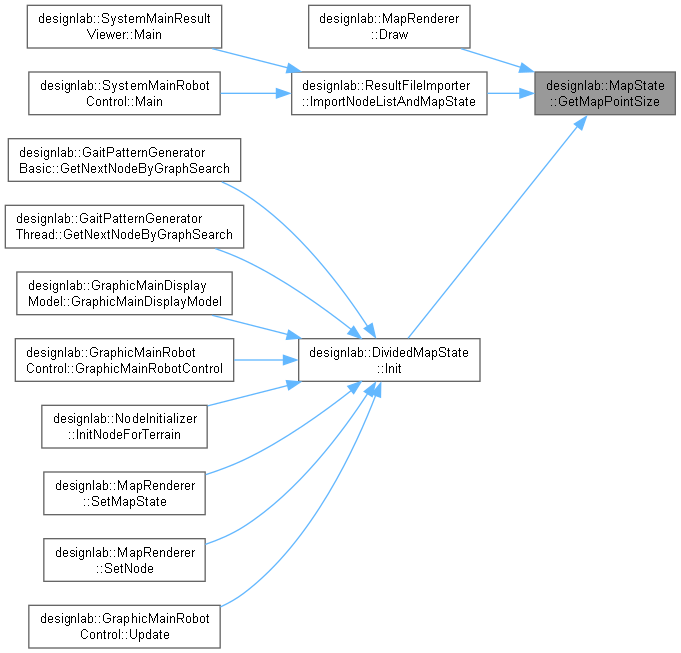 designlab::SystemMainResult
Viewer::Main
designlab::MapRenderer
::Draw
designlab::SystemMainRobot
Control::Main
designlab::ResultFileImporter
::ImportNodeListAndMapState
designlab::MapState
::GetMapPointSize
designlab::GaitPatternGenerator
Basic::GetNextNodeByGraphSearch
designlab::GaitPatternGenerator
Thread::GetNextNodeByGraphSearch
designlab::GraphicMainDisplay
Model::GraphicMainDisplayModel
designlab::GraphicMainRobot
Control::GraphicMainRobotControl
designlab::DividedMapState
::Init
designlab::NodeInitializer
::InitNodeForTerrain
designlab::MapRenderer
::SetMapState
designlab::MapRenderer
::SetNode
designlab::GraphicMainRobot
Control::Update